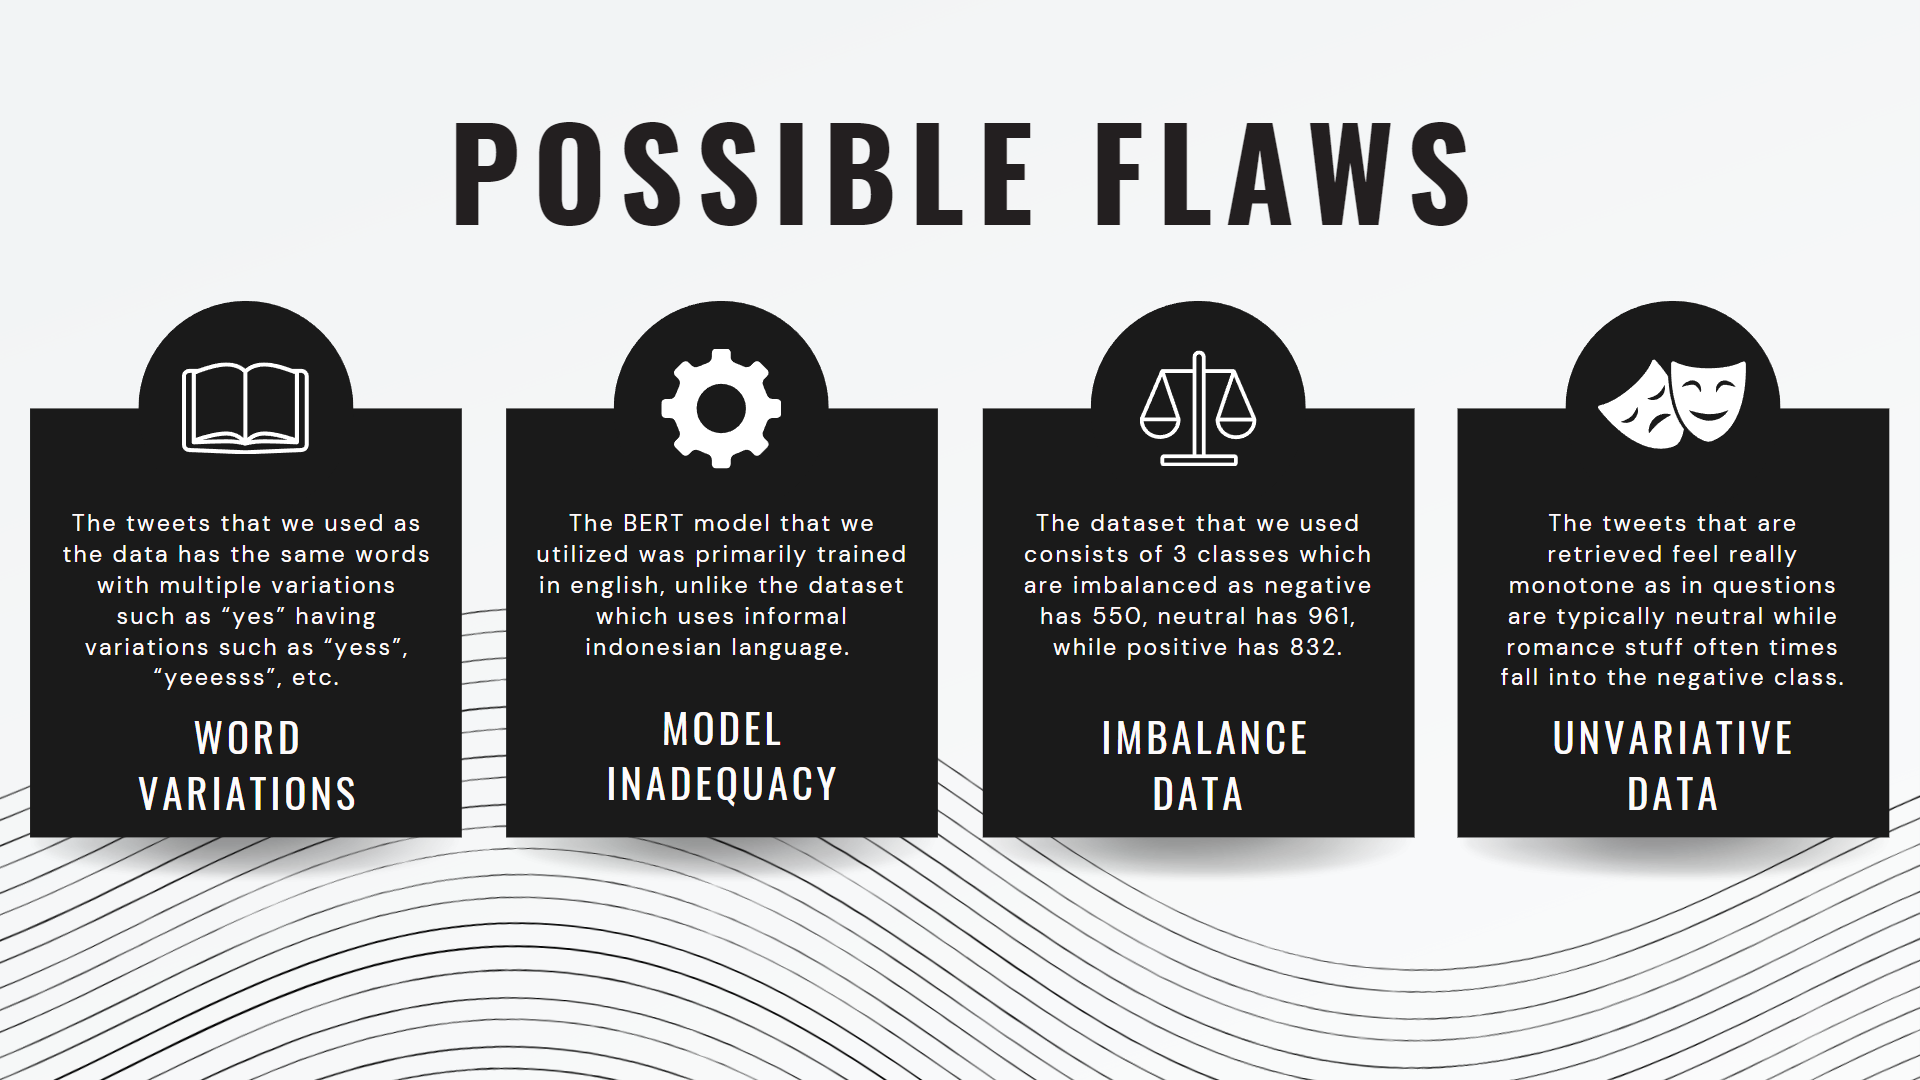 POSSIBLE FLAWS
The tweets that we used as
the data has the same words
with multiple variations
such as “yes” having
variations such as “yess”,
“yeeesss”, etc.
WORD
VARIATIONS
The BERT model that we
utilized was primarily trained
in english, unlike the dataset
which uses informal
indonesian language.
MODEL
INADEQUACY
The dataset that we used
consists of 3 classes which
are imbalanced as negative
has 550, neutral has 961,
while positive has 832.
IMBALANCE
DATA
The tweets that are
retrieved feel really
monotone as in questions
are typically neutral while
romance stuff often times
fall into the negative class.
UNVARIATIVE
DATA